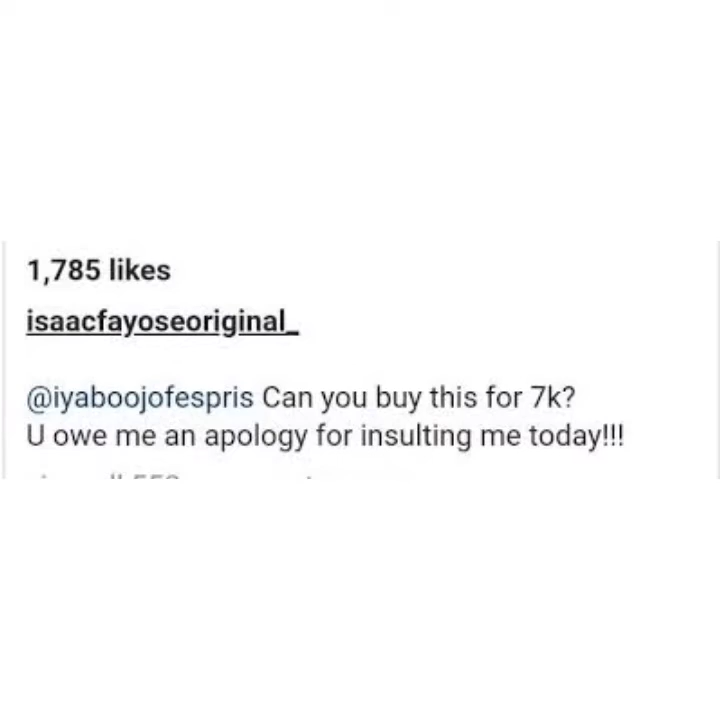 1,785 likes
isaacfayoseoriginal_
@iyaboojofespris Can you buy this for 7k?
U owe me an apology for insulting me today!!!